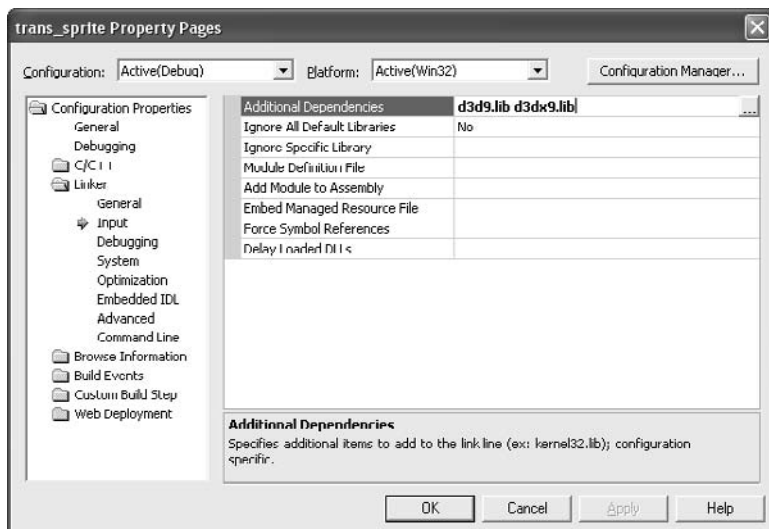 trans_sprite Property Pages
Configuration: Active(Debug) Platform: Active(Win32) Configuration Manager...
Configuration Properties
General
Debugging
C/C++
Linker
General
Input
Debugging
System
Optimization
Embedded IDL
Advanced
Command Line
Browse Information
Build Events
Custom Build Step
Web Deployment
Additional Dependencies d3d9.lib d3dx9.lib ...
Ignore All Default Libraries No
Ignore Specific Library
Module Definition File
Add Module to Assembly
Embed Managed Resource File
Force Symbol References
Delay Loaded DLLs
Additional Dependencies
Specifies additional items to add to the link line (ex: kernel32.lib); configuration
specific.
OK Cancel Apply Help